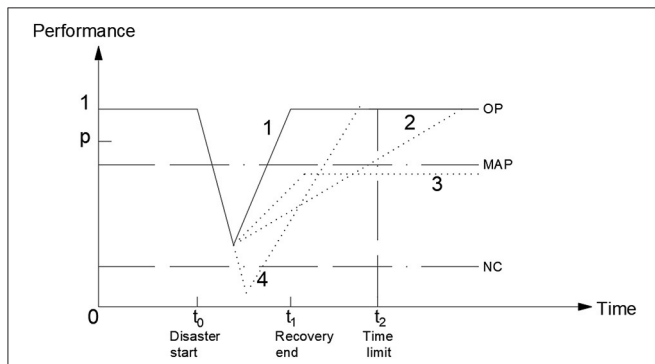 Performance
1
1
OP
2
p
MAP
3
NC
4
0
t0
t1
t2
Time
Disaster start
Recovery end
Time limit